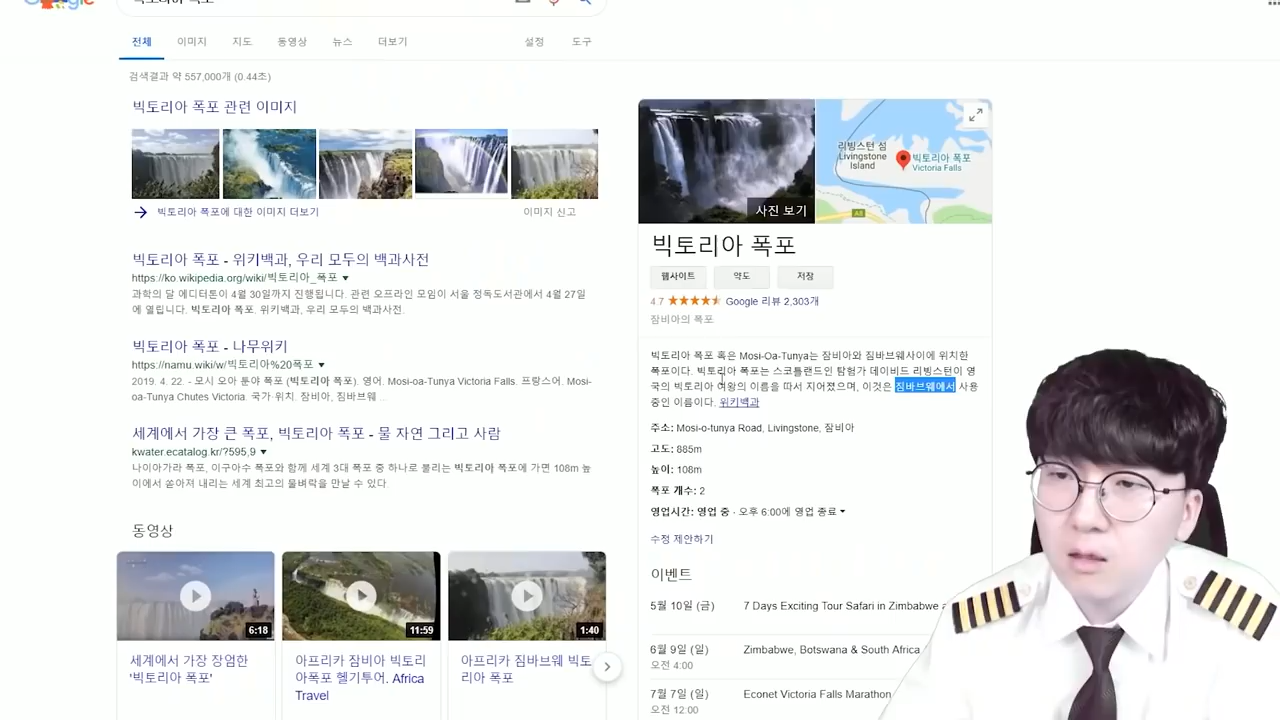 전체 이미지 지도 동영상 뉴스 더보기 설정 도구
검색결과 약 557,000개 (0.44초)
빅토리아 폭포 관련 이미지
빅토리아 폭포에 대한 이미지 더보기
이미지 신고
빅토리아 폭포 - 위키백과, 우리 모두의 백과사전
https://ko.wikipedia.org/wiki/빅토리아_폭포
과학의 달 에디터톤이 4월 30일까지 진행됩니다. 관련 오프라인 모임이 서울 정독도서관에서 4월 27일
에 열립니다. 빅토리아 폭포. 위키백과, 우리 모두의 백과사전.
빅토리아 폭포 - 나무위키
https://namu.wiki/w/빅토리아%20폭포
2019. 4. 22. - 모시 오아 툰야 폭포 (빅토리아 폭포). 영어. Mosi-oa-Tunya Victoria Falls. 프랑스어. Mosi-
oa-Tunya Chutes Victoria. 국가·위치. 잠비아, 짐바브웨 ...
세계에서 가장 큰 폭포, 빅토리아 폭포 - 물 자연 그리고 사람
kwater.ecatalog.kr/?595,9
나이아가라 폭포, 이구아수 폭포와 함께 세계 3대 폭포 중 하나로 불리는 빅토리아 폭포에 가면 108m 높
이에서 쏟아져 내리는 세계 최고의 물벼락을 만날 수 있다.
동영상
6:18
11:59
1:40
세계에서 가장 장엄한
'빅토리아 폭포'
아프리카 잠비아 빅토리
아폭포 헬기투어. Africa
Travel
아프리카 짐바브웨 빅토
리아 폭포
사진 보기
리빙스턴 섬
Livingstone
Island
빅토리아 폭포
Victoria Falls
A8
빅토리아 폭포
웹사이트
약도
저장
4.7 Google 리뷰 2,303개
잠비아의 폭포
빅토리아 폭포 혹은 Mosi-Oa-Tunya는 잠비아와 짐바브웨사이에 위치한
폭포이다. 빅토리아 폭포는 스코틀랜드인 탐험가 데이비드 리빙스턴이 영
국의 빅토리아 여왕의 이름을 따서 지어졌으며, 이것은 짐바브웨에서 사용
중인 이름이다. 위키백과
주소: Mosi-o-tunya Road, Livingstone, 잠비아
고도: 885m
높이: 108m
폭포 개수: 2
영업시간: 영업 중 · 오후 6:00에 영업 종료
수정 제안하기
이벤트
5월 10일 (금) 7 Days Exciting Tour Safari in Zimbabwe
6월 9일 (일) Zimbabwe, Botswana & South Africa
오전 4:00
7월 7일 (일) Econet Victoria Falls Marathon
오전 12:00